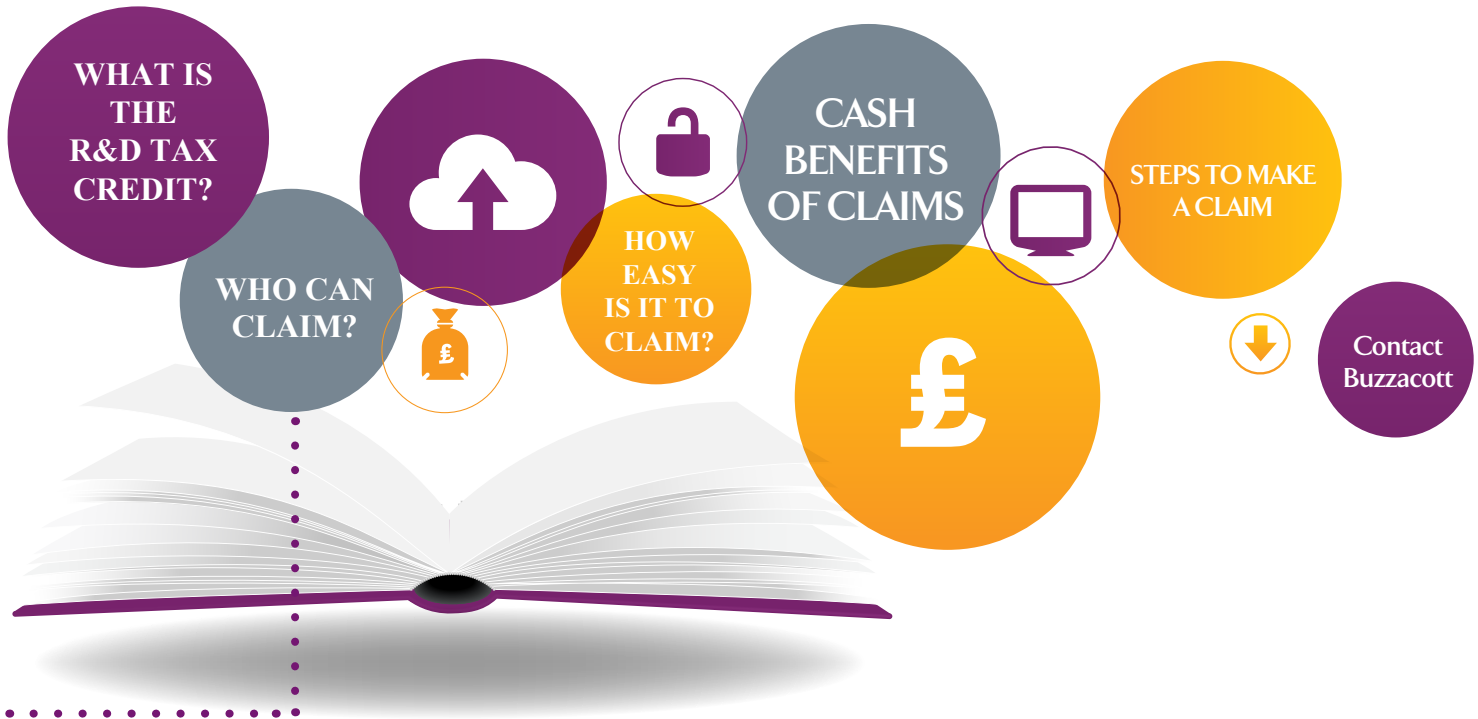 WHAT IS
THE
R&D TAX
CREDIT?
WHO CAN
CLAIM?
£
HOW
EASY
IS IT TO
CLAIM?
CASH
BENEFITS
OF CLAIMS
£
STEPS TO MAKE
A CLAIM
Contact
Buzzacott